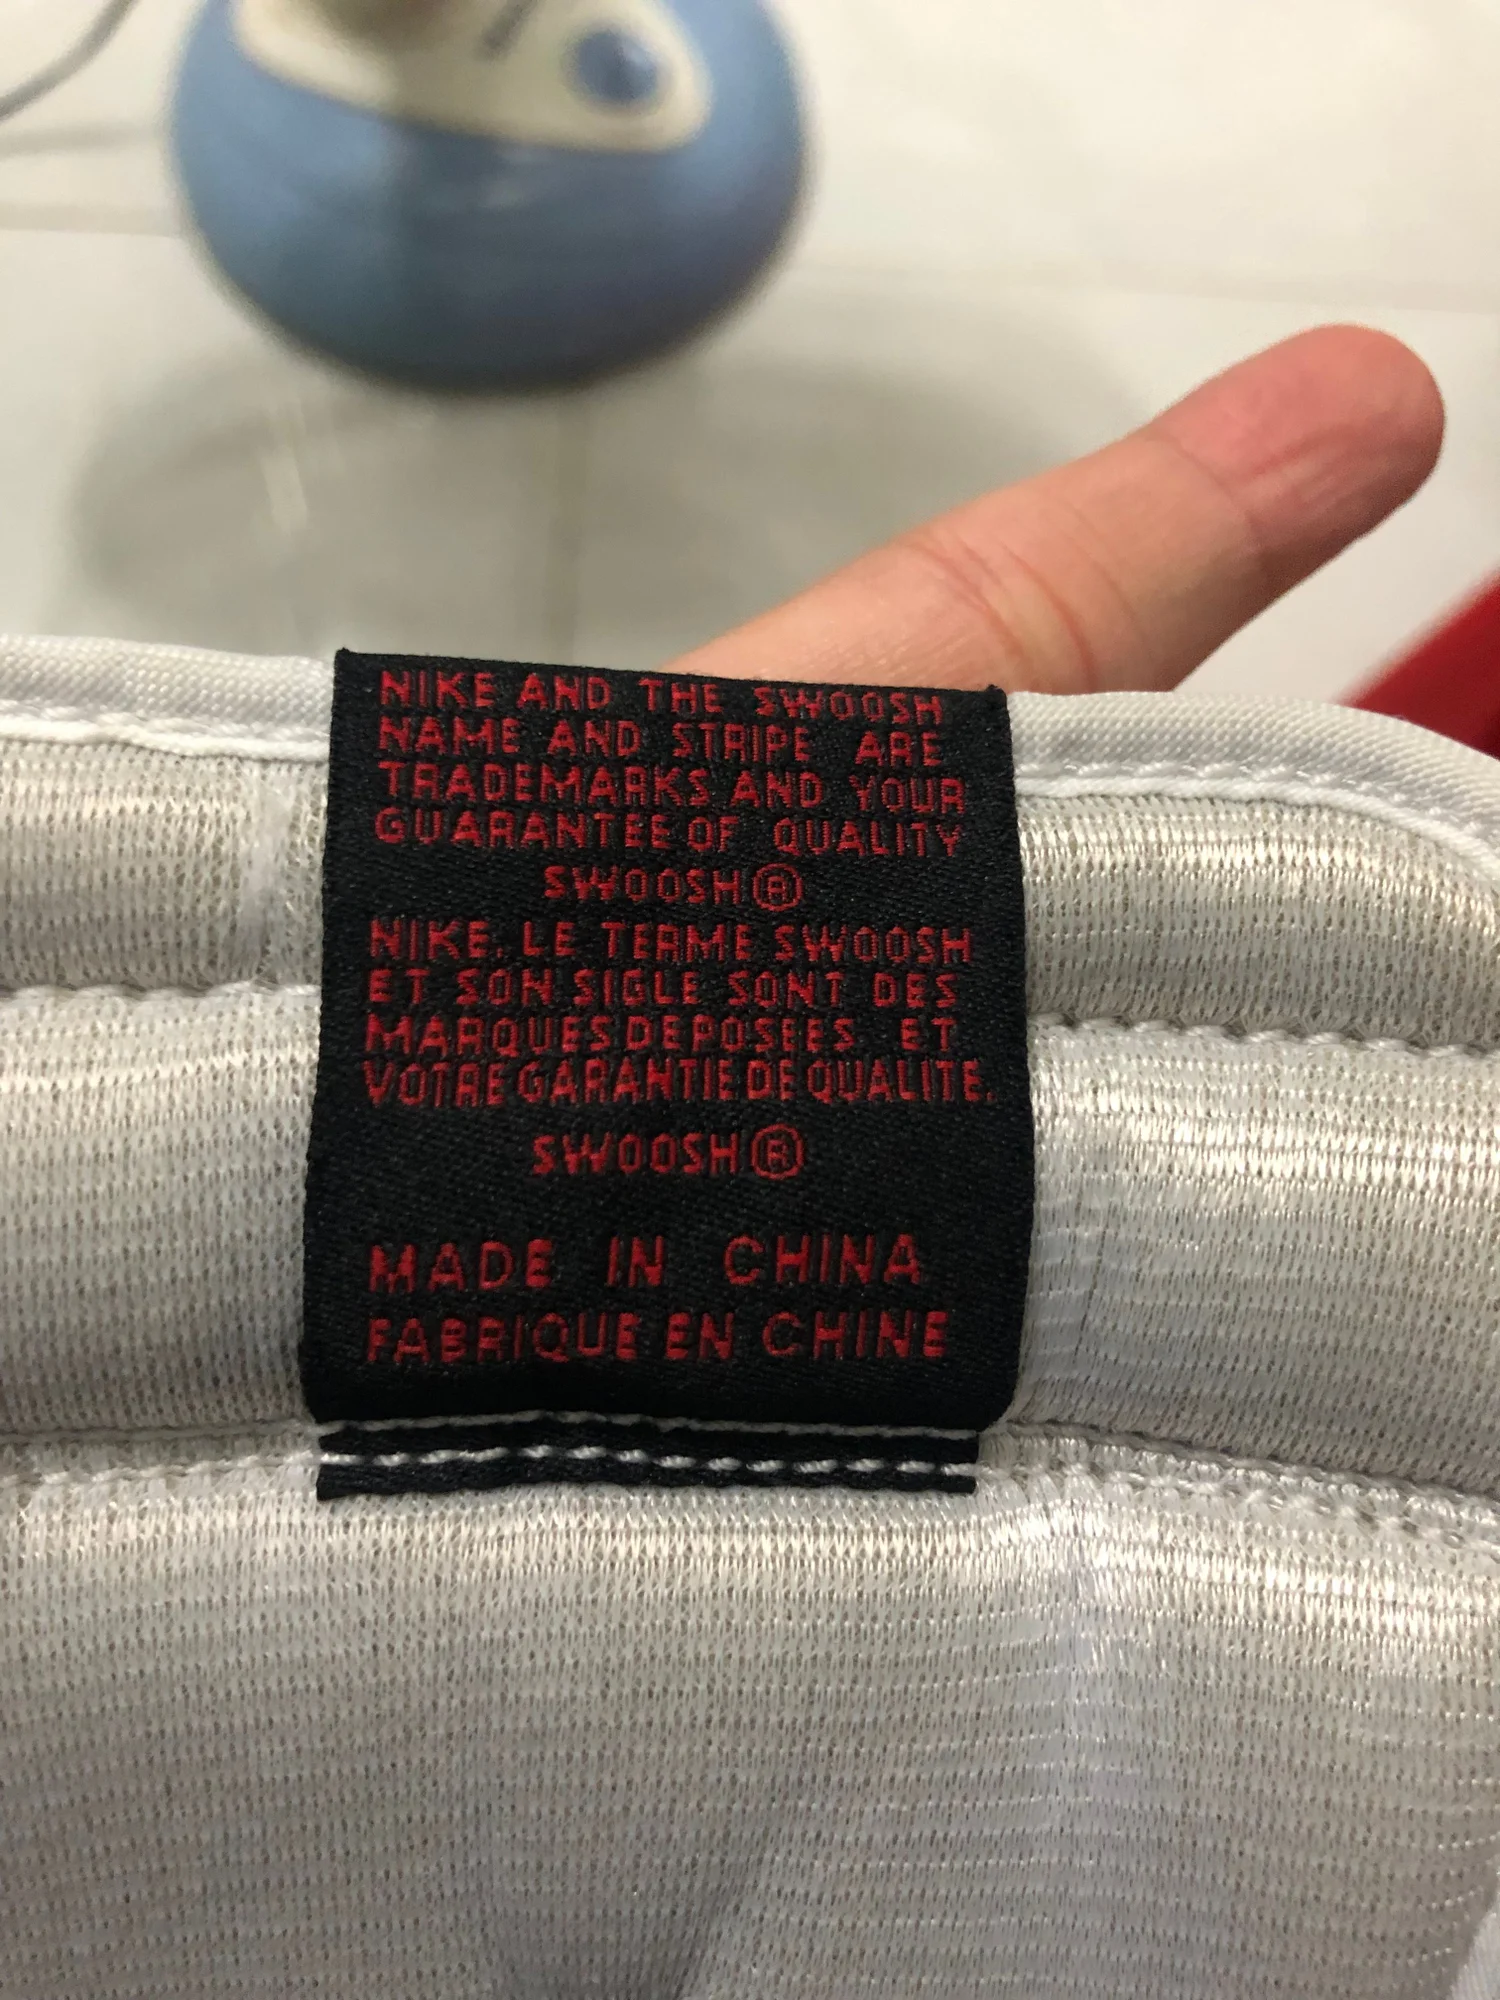 NIKE AND THE SWOOSH
NAME AND STRIPE ARE
TRADEMARKS AND YOUR
GUARANTEE OF QUALITY
SWOOSH®
NIKE, LE TERME SWOOSH
ET SON SIGLE SONT DES
MARQUES DEPOSEES ET
VOTRE GARANTIE DE QUALITE.
SWOOSH®
MADE IN CHINA
FABRIQUE EN CHINE